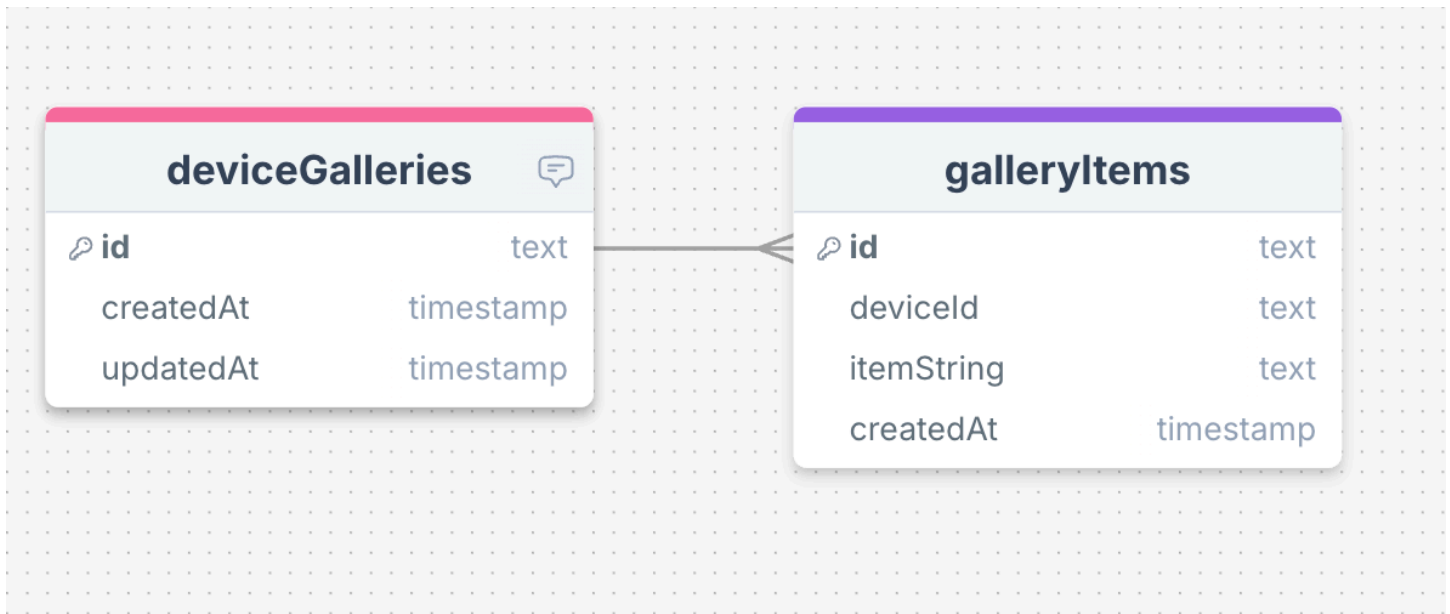 deviceGalleries
id text
createdAt timestamp
updatedAt timestamp
galleryItems
id text
deviceId text
itemString text
createdAt timestamp